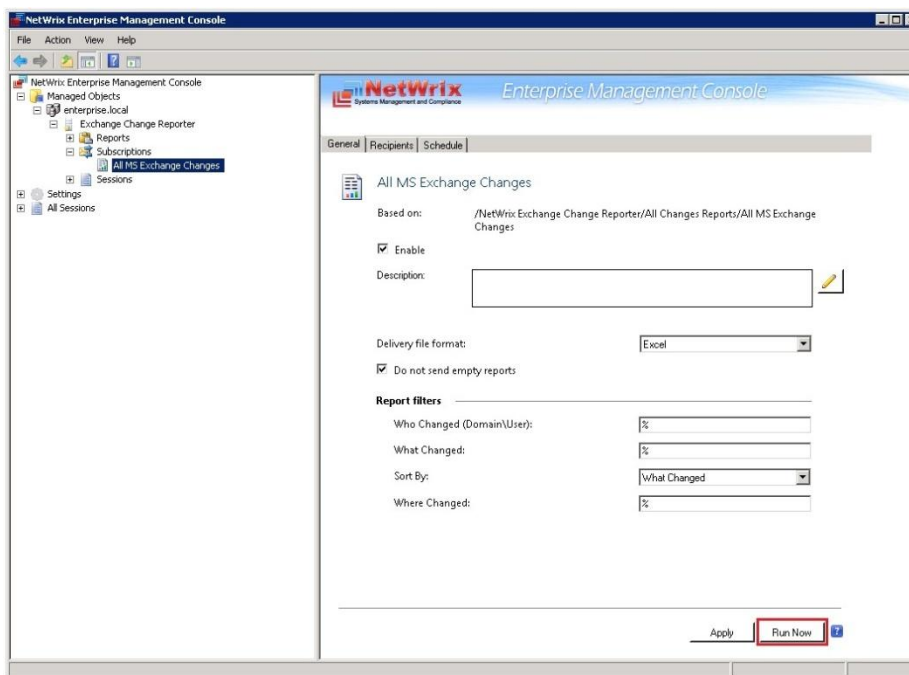 NetWrix Enterprise Management Console
File Action View Help
NetWrix Enterprise Management Console
Managed Objects
enterprise.local
Exchange Change Reporter
Reports
Subscriptions
All MS Exchange Changes
Sessions
Settings
All Sessions
NetWrix
Systems Management and Compliance
Enterprise Management Console
General Recipients Schedule
All MS Exchange Changes
Based on: /NetWrix Exchange Change Reporter/All Changes Reports/All MS Exchange
Changes
Enable
Description:
Delivery file format: Excel
Do not send empty reports
Report filters
Who Changed (Domain\User): %
What Changed: %
Sort By: What Changed
Where Changed: %
Apply Run Now